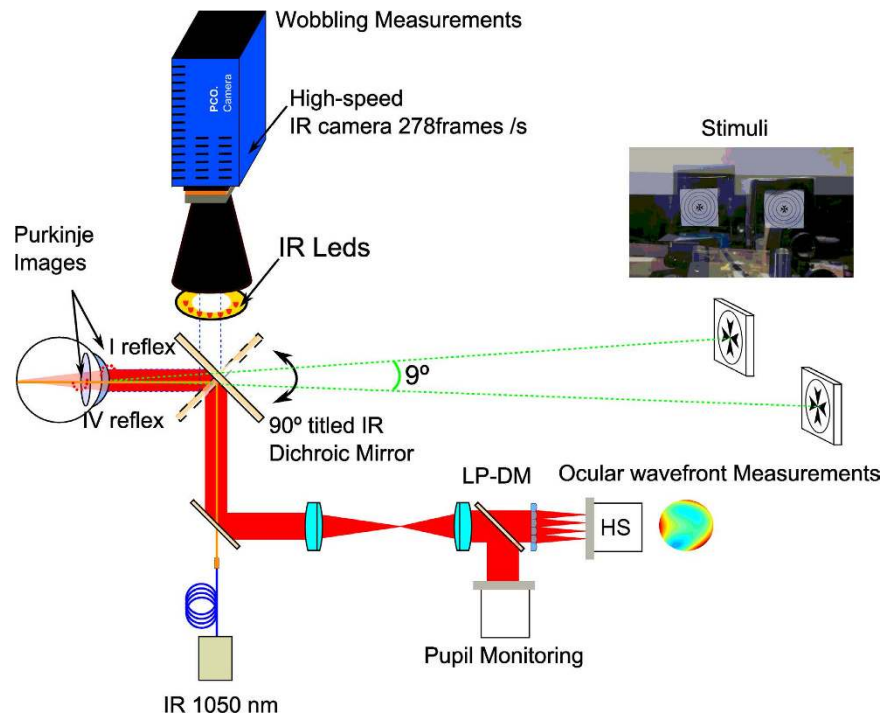 Wobbling Measurements
PCO.
Camera
High-speed
IR camera 278frames /s
Stimuli
Purkinje
Images
IR Leds
I reflex
9º
IV reflex
90º titled IR
Dichroic Mirror
LP-DM
Ocular wavefront Measurements
HS
Pupil Monitoring
IR 1050 nm